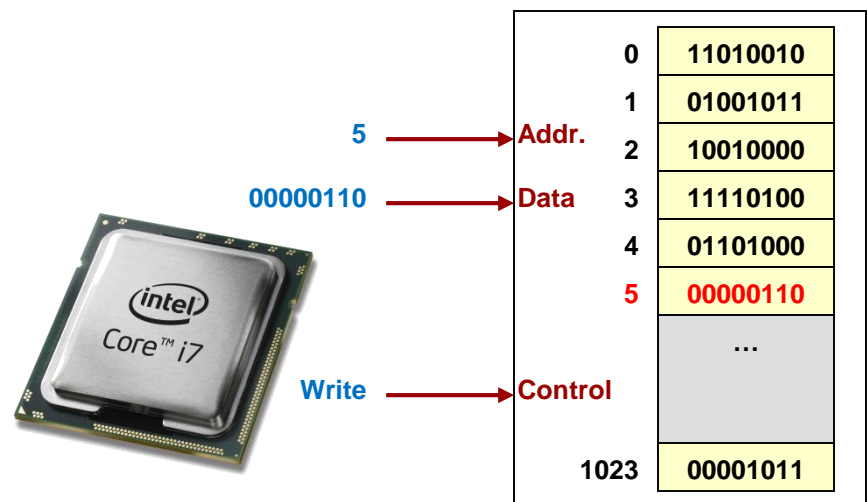 0 11010010
1 01001011
5 Addr.
2 10010000
00000110 Data 3 11110100
4 01101000
5 00000110
intel
Core™ i7
…
Write Control
1023 00001011